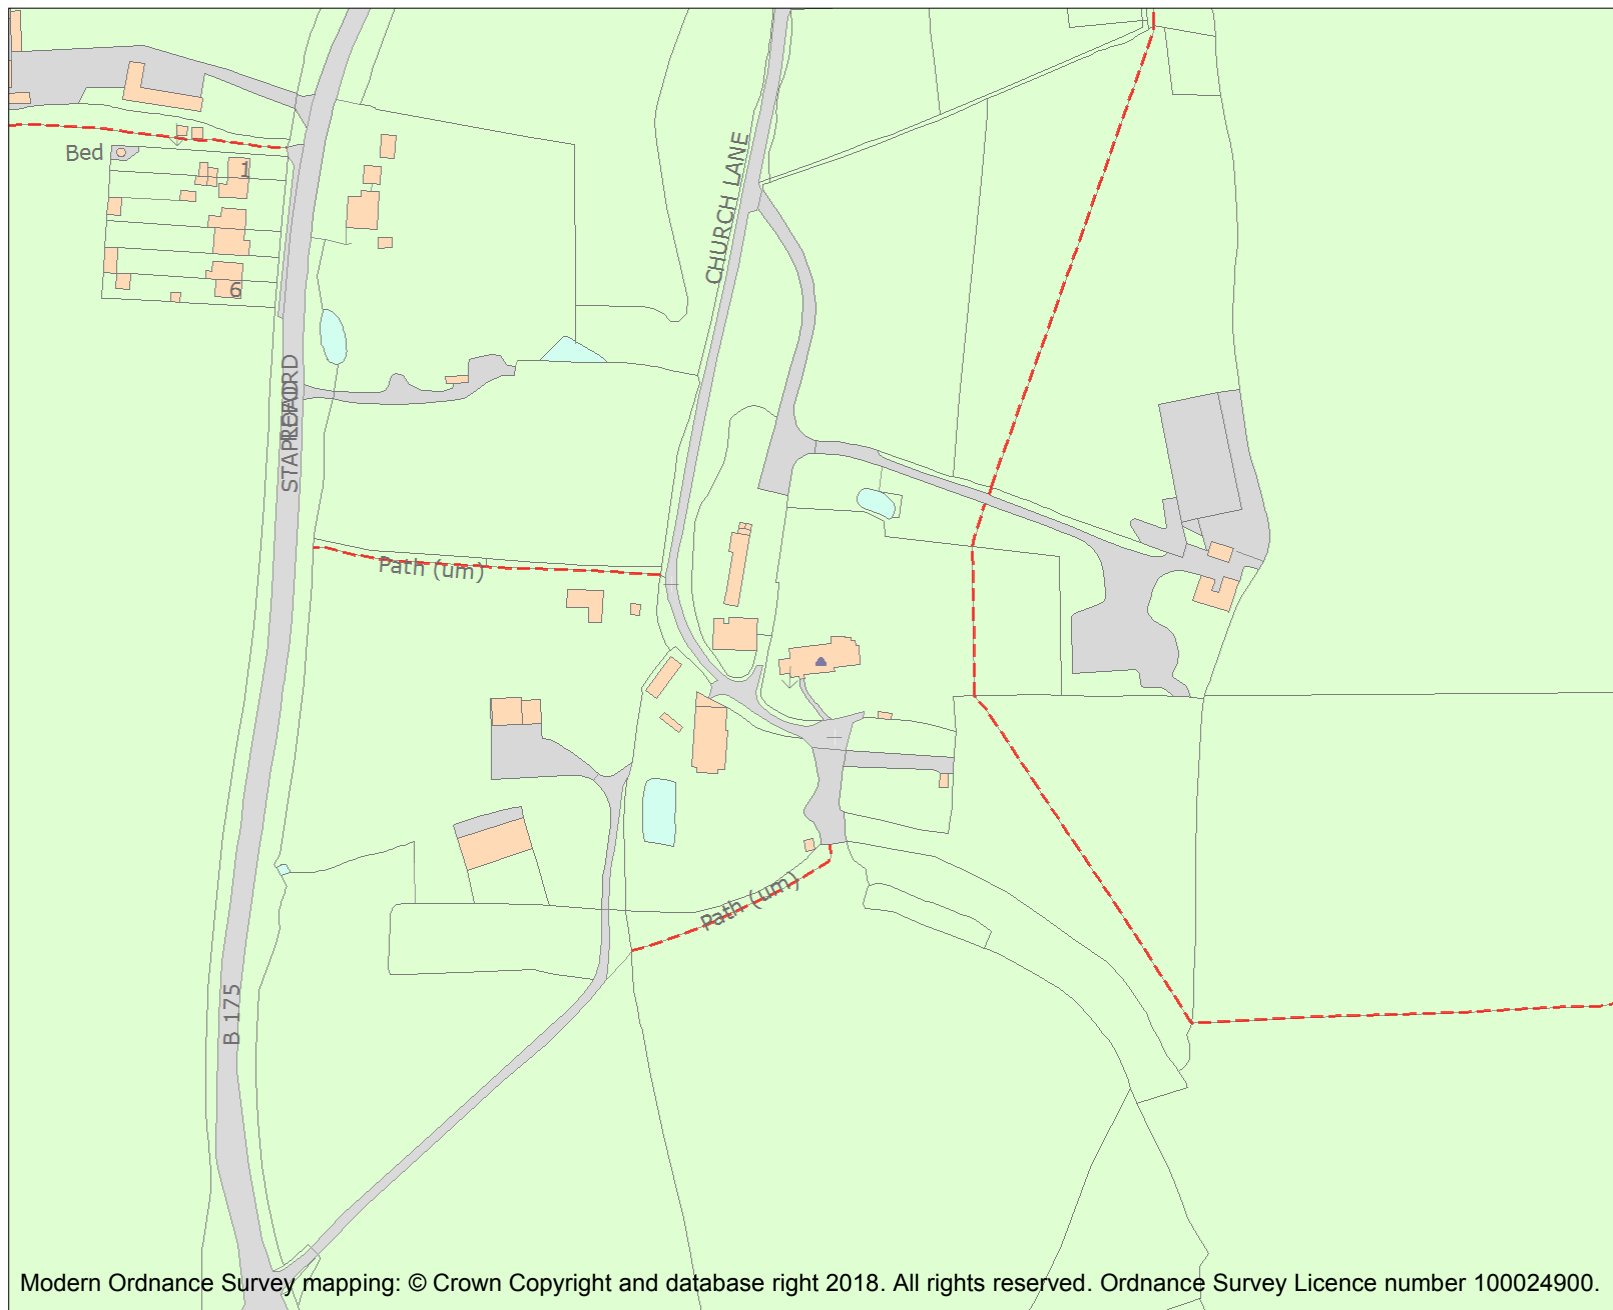 CHURCH LANE
Bed
1
6
STAPLEFORD
ROAD
Path (um)
Path (um)
B 175
Modern Ordnance Survey mapping: © Crown Copyright and database right 2018. All rights reserved. Ordnance Survey Licence number 100024900.